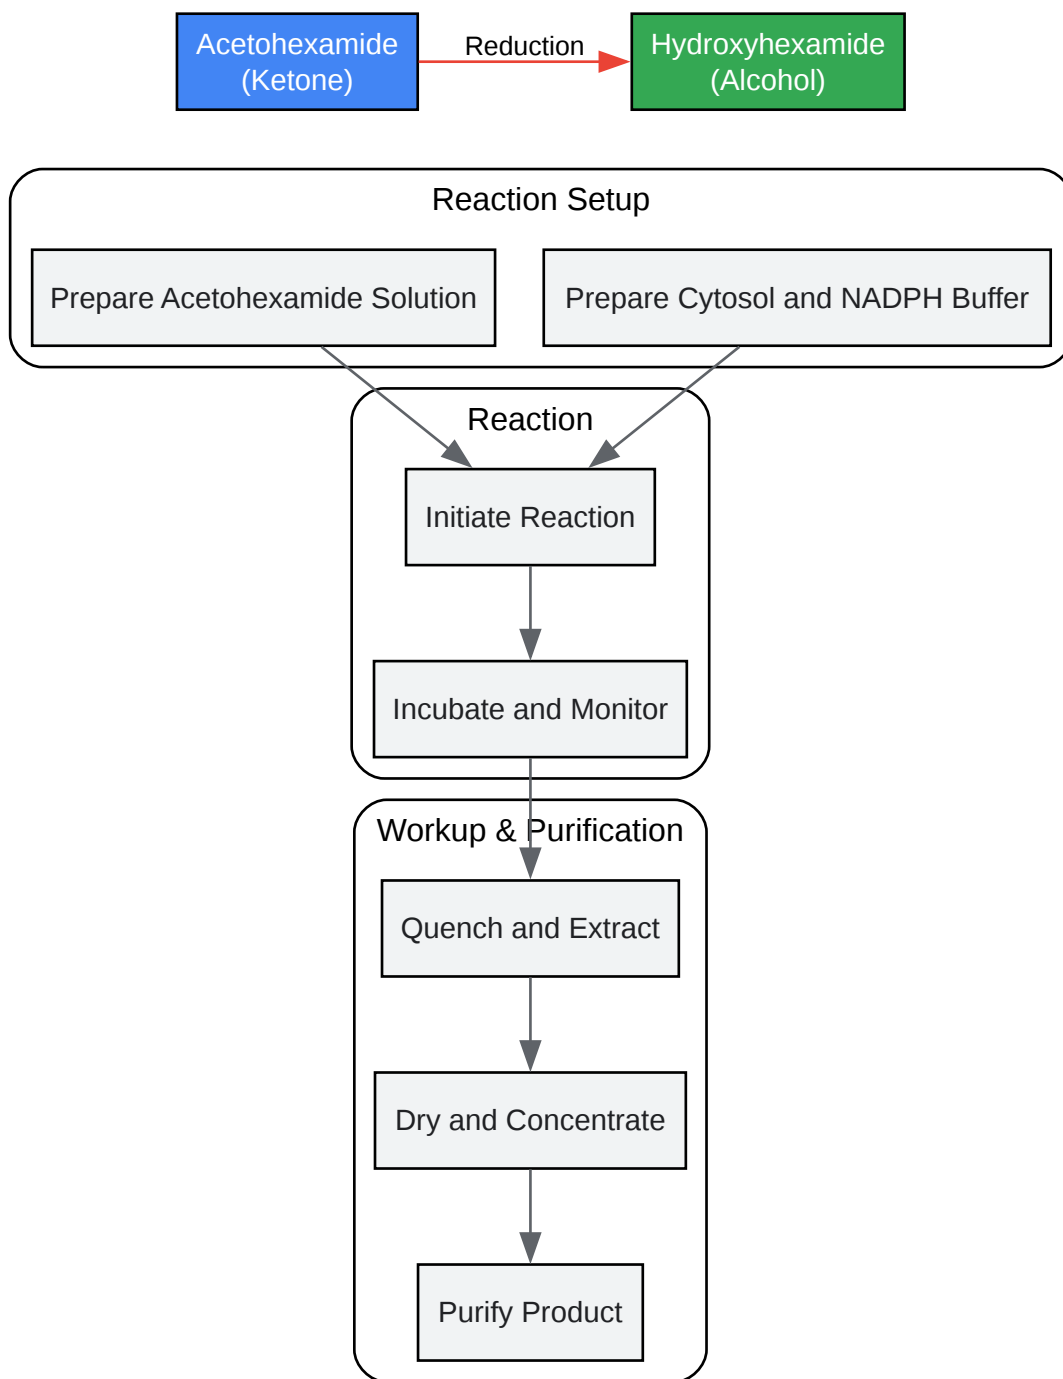 Acetohexamide
(Ketone)
Reduction
Hydroxyhexamide
(Alcohol)
Reaction Setup
Prepare Acetohexamide Solution
Prepare Cytosol and NADPH Buffer
Reaction
Initiate Reaction
Incubate and Monitor
Workup & Purification
Quench and Extract
Dry and Concentrate
Purify Product